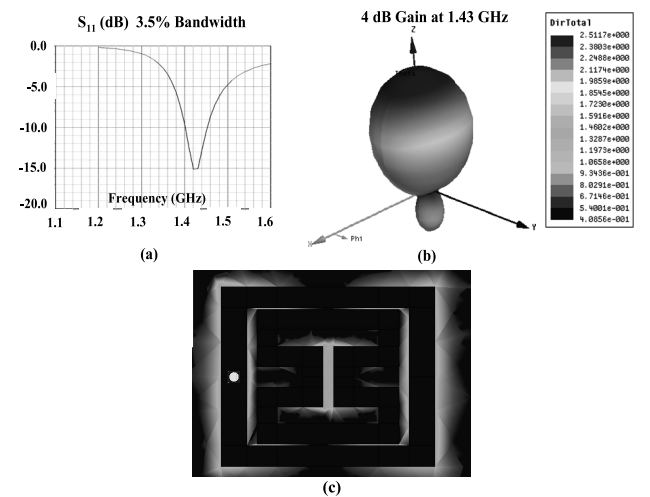 S₁₁ (dB) 3.5% Bandwidth
0.0
-5.0
-10.0
-15.0
-20.0
Frequency (GHz)
1.1 1.2 1.3 1.4 1.5 1.6
(a)
4 dB Gain at 1.43 GHz
Z
X
Phi
Y
(b)
DirTotal
2.5117e+000
2.3803e+000
2.2488e+000
2.1174e+000
1.9859e+000
1.8545e+000
1.7230e+000
1.5916e+000
1.4602e+000
1.3287e+000
1.1973e+000
1.0658e+000
9.3436e-001
8.0291e-001
6.7146e-001
5.4001e-001
4.0856e-001
(c)